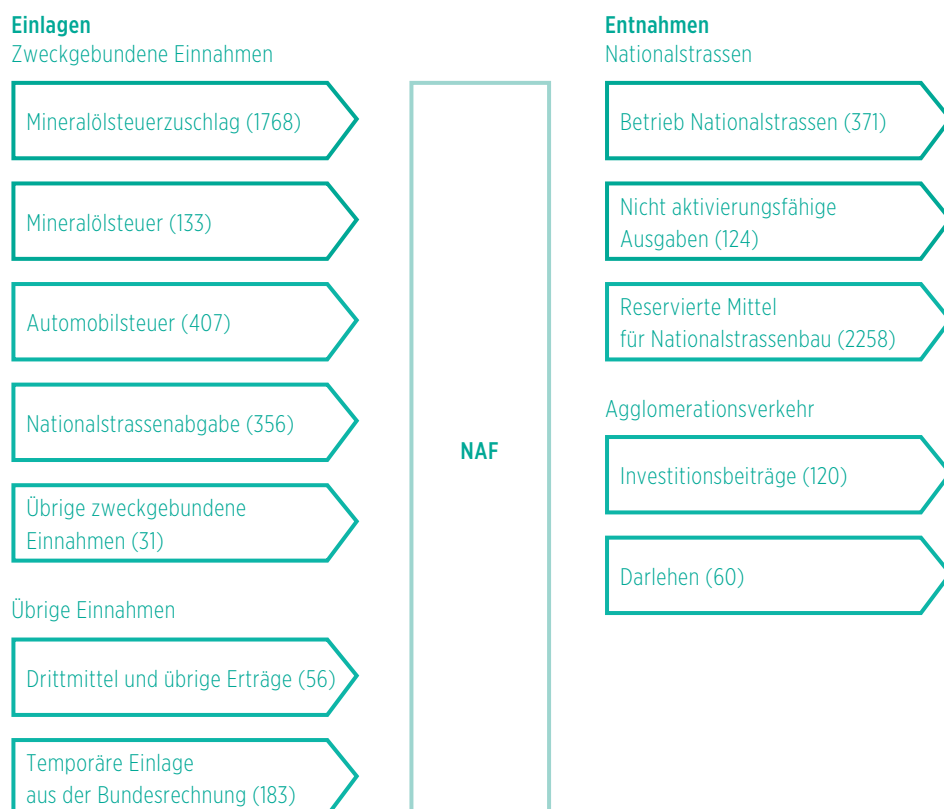 Einlagen
Zweckgebundene Einnahmen
Mineralölsteuerzuschlag (1768)
Mineralölsteuer (133)
Automobilsteuer (407)
Nationalstrassenabgabe (356)
Übrige zweckgebundene
Einnahmen (31)
Übrige Einnahmen
Drittmittel und übrige Erträge (56)
Temporäre Einlage
aus der Bundesrechnung (183)
NAF
Entnahmen
Nationalstrassen
Betrieb Nationalstrassen (371)
Nicht aktivierungsfähige
Ausgaben (124)
Reservierte Mittel
für Nationalstrassenbau (2258)
Agglomerationsverkehr
Investitionsbeiträge (120)
Darlehen (60)